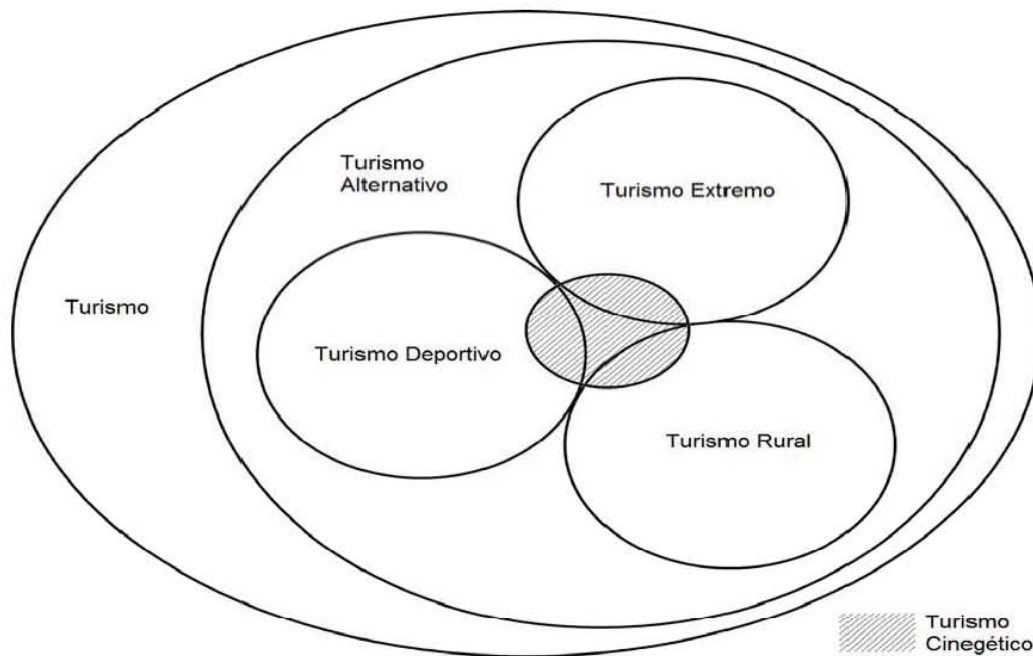 Turismo
Alternativo
Turismo Extremo
Turismo
Turismo Deportivo
Turismo Rural
Turismo
Cinegético